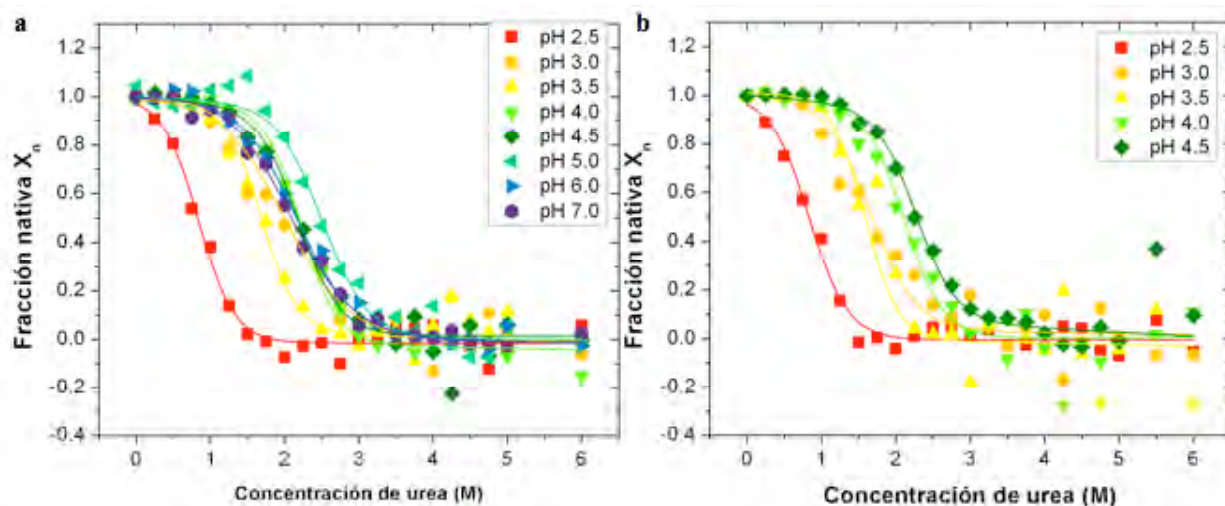 a
Fracción nativa Xn
1.2
1.0
0.8
0.6
0.4
0.2
0.0
-0.2
-0.4
0 1 2 3 4 5 6
Concentración de urea (M)
pH 2.5
pH 3.0
pH 3.5
pH 4.0
pH 4.5
pH 5.0
pH 6.0
pH 7.0
b
Fracción nativa Xn
1.2
1.0
0.8
0.6
0.4
0.2
0.0
-0.2
-0.4
0 1 2 3 4 5 6
Concentración de urea (M)
pH 2.5
pH 3.0
pH 3.5
pH 4.0
pH 4.5